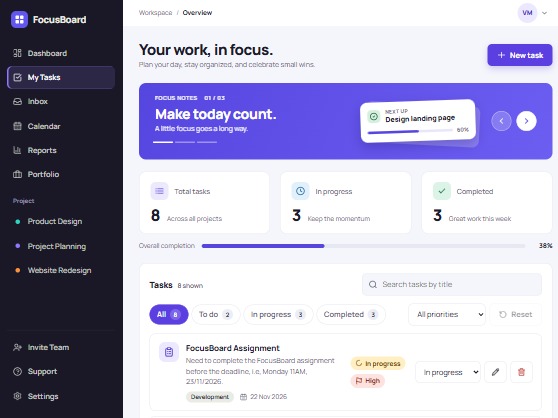 FocusBoard
Dashboard
My Tasks
Inbox
Calendar
Reports
Portfolio
Project
Product Design
Project Planning
Website Redesign
Invite Team
Support
Settings
Workspace / Overview
VM
Your work, in focus.
Plan your day, stay organized, and celebrate small wins.
+ New task
FOCUS NOTES 01 / 03
Make today count.
A little focus goes a long way.
NEXT UP
Design landing page
60%
Total tasks
8 Across all projects
In progress
3 Keep the momentum
Completed
3 Great work this week
Overall completion 38%
Tasks 8 shown
Search tasks by title
All 8 To do 2 In progress 3 Completed 3
All priorities
Reset
FocusBoard Assignment
Need to complete the FocusBoard assignment
before the deadline, i.e, Monday 11AM,
23/11/2026.
Development 22 Nov 2026
In progress
High
In progress